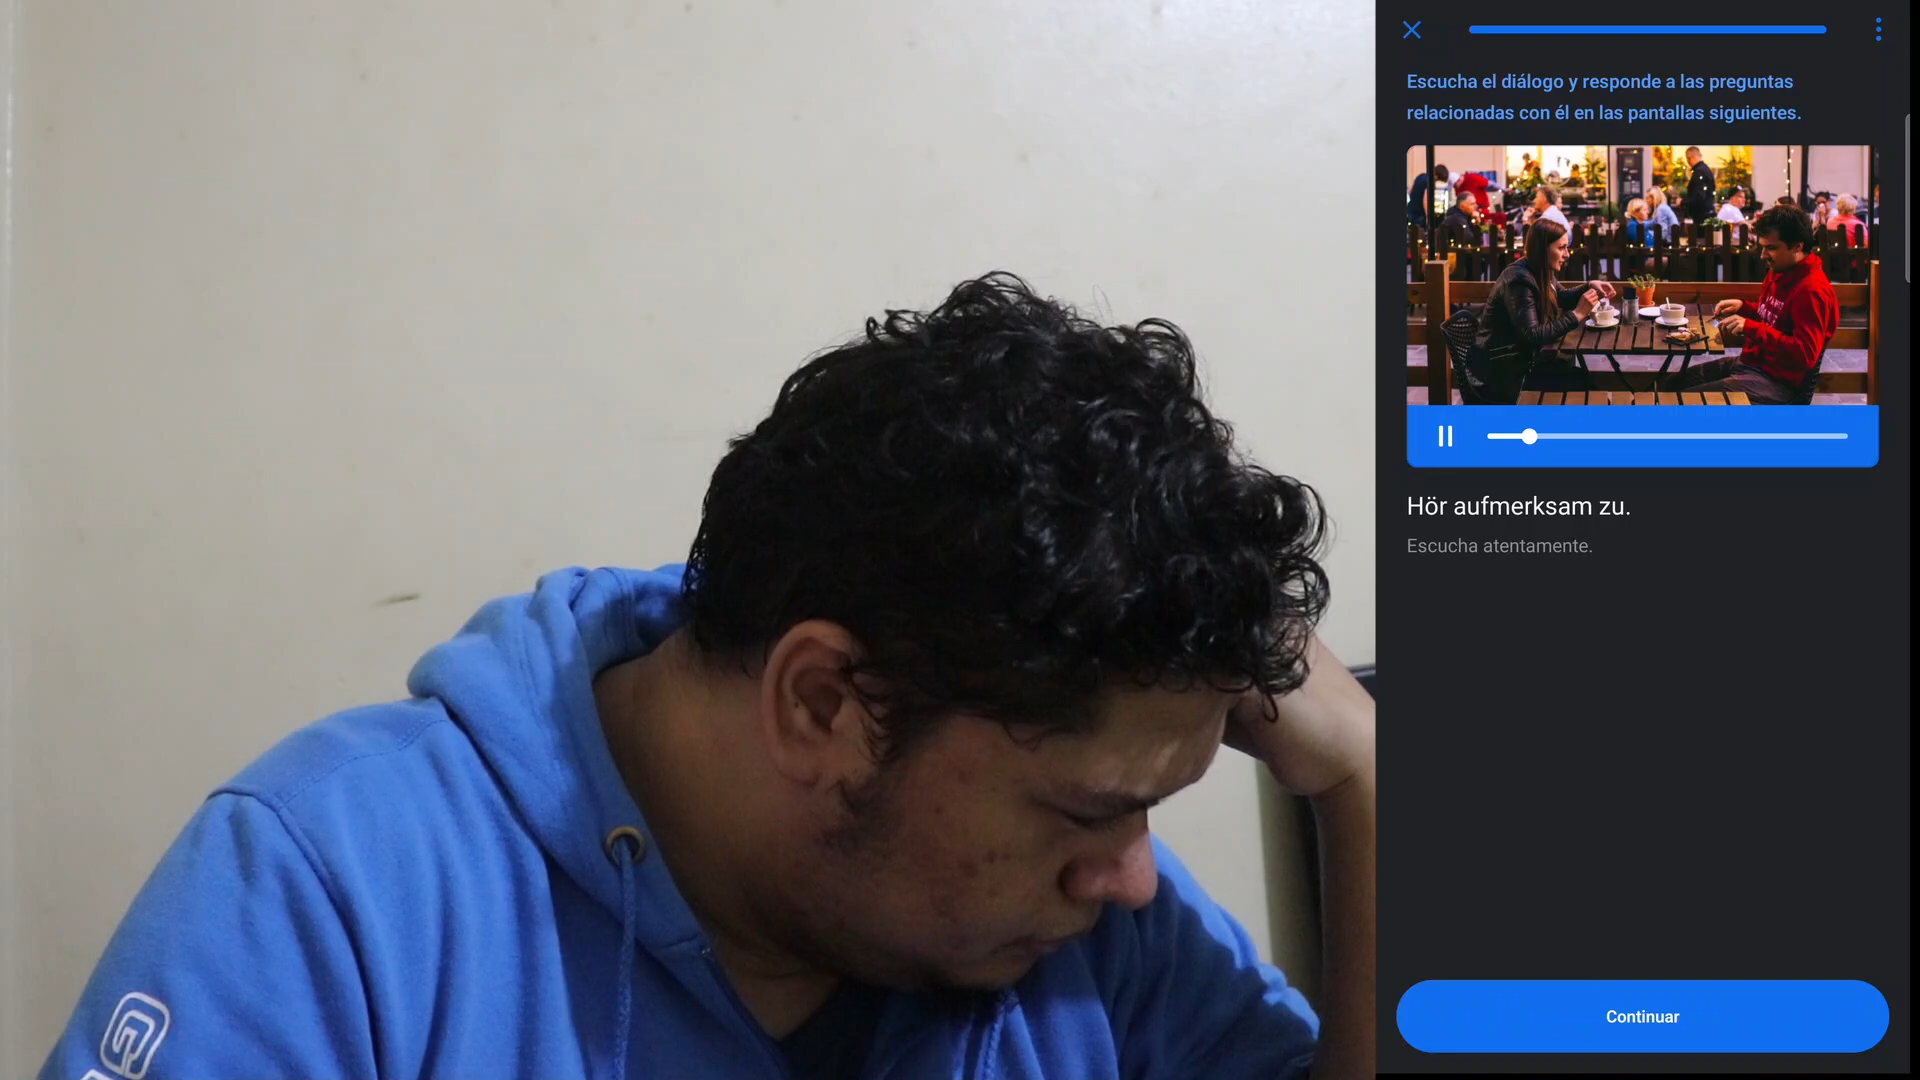 Escucha el diálogo y responde a las preguntas
relacionadas con él en las pantallas siguientes.
Hör aufmerksam zu.
Escucha atentamente.
Continuar